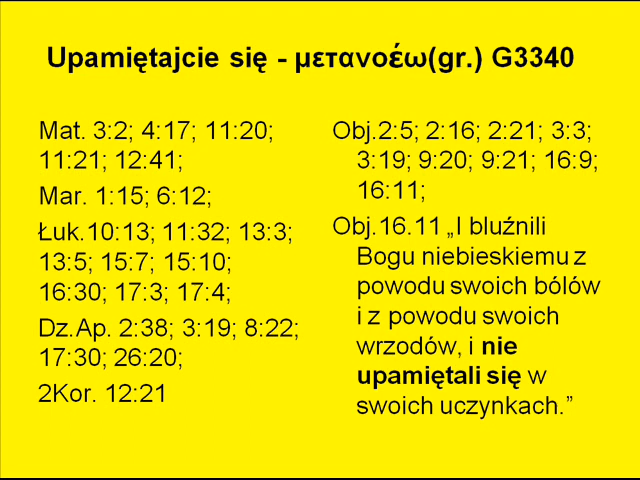 Upamiętajcie się - μετανοέω(gr.) G3340
Mat. 3:2; 4:17; 11:20;
11:21; 12:41;
Mar. 1:15; 6:12;
Łuk.10:13; 11:32; 13:3;
13:5; 15:7; 15:10;
16:30; 17:3; 17:4;
Dz.Ap. 2:38; 3:19; 8:22;
17:30; 26:20;
2Kor. 12:21
Obj.2:5; 2:16; 2:21; 3:3;
3:19; 9:20; 9:21; 16:9;
16:11;
Obj.16.11 „I bluźnili
Bogu niebieskiemu z
powodu swoich bólów
i z powodu swoich
wrzodów, i nie
upamiętali się w
swoich uczynkach.”